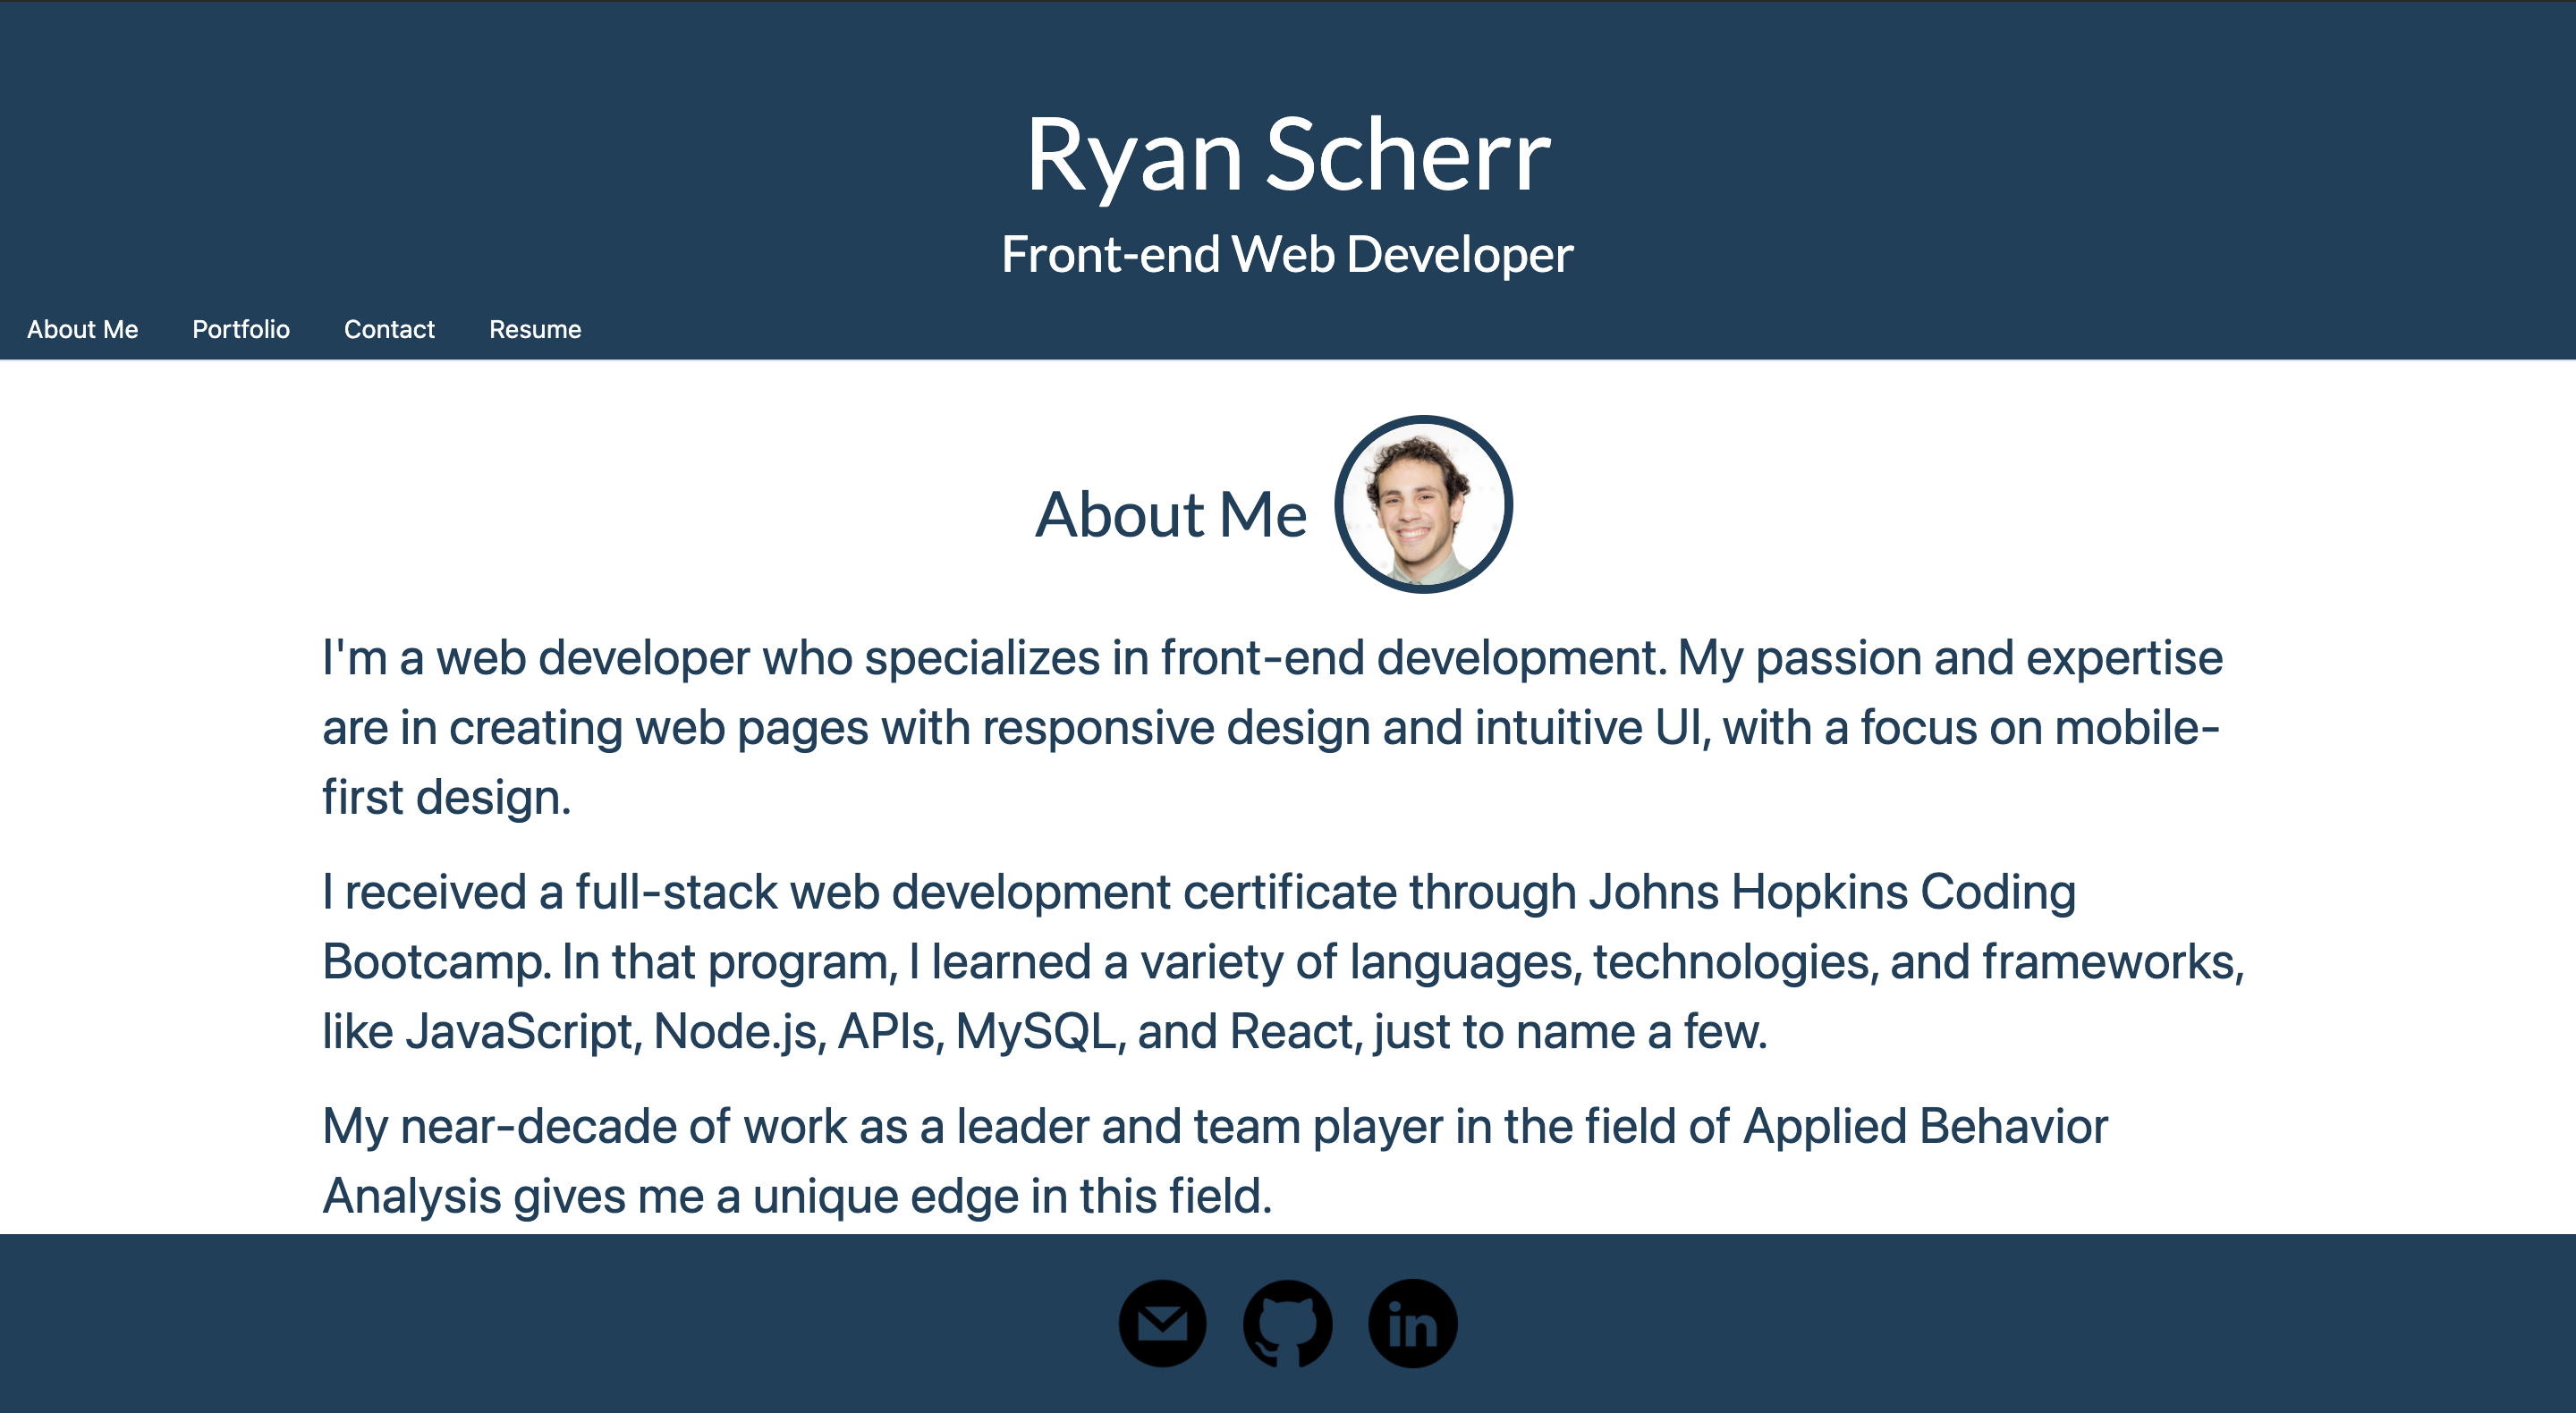 Ryan Scherr
Front-end Web Developer
About Me Portfolio Contact Resume
About Me
I'm a web developer who specializes in front-end development. My passion and expertise
are in creating web pages with responsive design and intuitive UI, with a focus on mobile-
first design.
I received a full-stack web development certificate through Johns Hopkins Coding
Bootcamp. In that program, I learned a variety of languages, technologies, and frameworks,
like JavaScript, Node.js, APIs, MySQL, and React, just to name a few.
My near-decade of work as a leader and team player in the field of Applied Behavior
Analysis gives me a unique edge in this field.
in